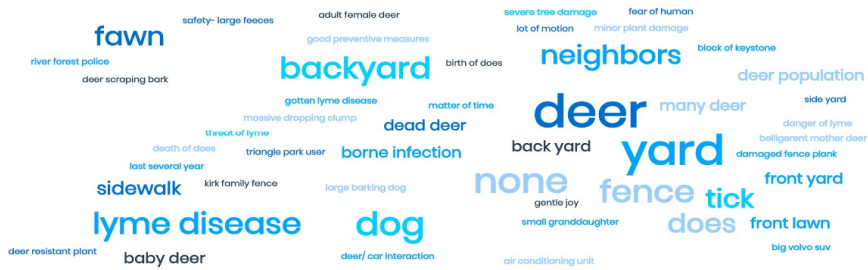 adult female deer
severe tree damage
fear of human
safety- large feeces
fawn
good preventive measures
lot of motion
minor plant damage
river forest police
backyard
birth of does
neighbors
block of keystone
deer scraping bark
deer population
gotten lyme disease
matter of time
deer
many deer
side yard
massive dropping clump
dead deer
danger of lyme
threat of lyme
belligerent mother deer
death of does
triangle park user
borne infection
back yard
yard
damaged fence plank
last several year
sidewalk
kirk family fence
large barking dog
none
gentle joy
fence
tick
front yard
lyme disease
dog
small granddaughter
does
front lawn
deer resistant plant
baby deer
deer/ car interaction
air conditioning unit
big volvo suv